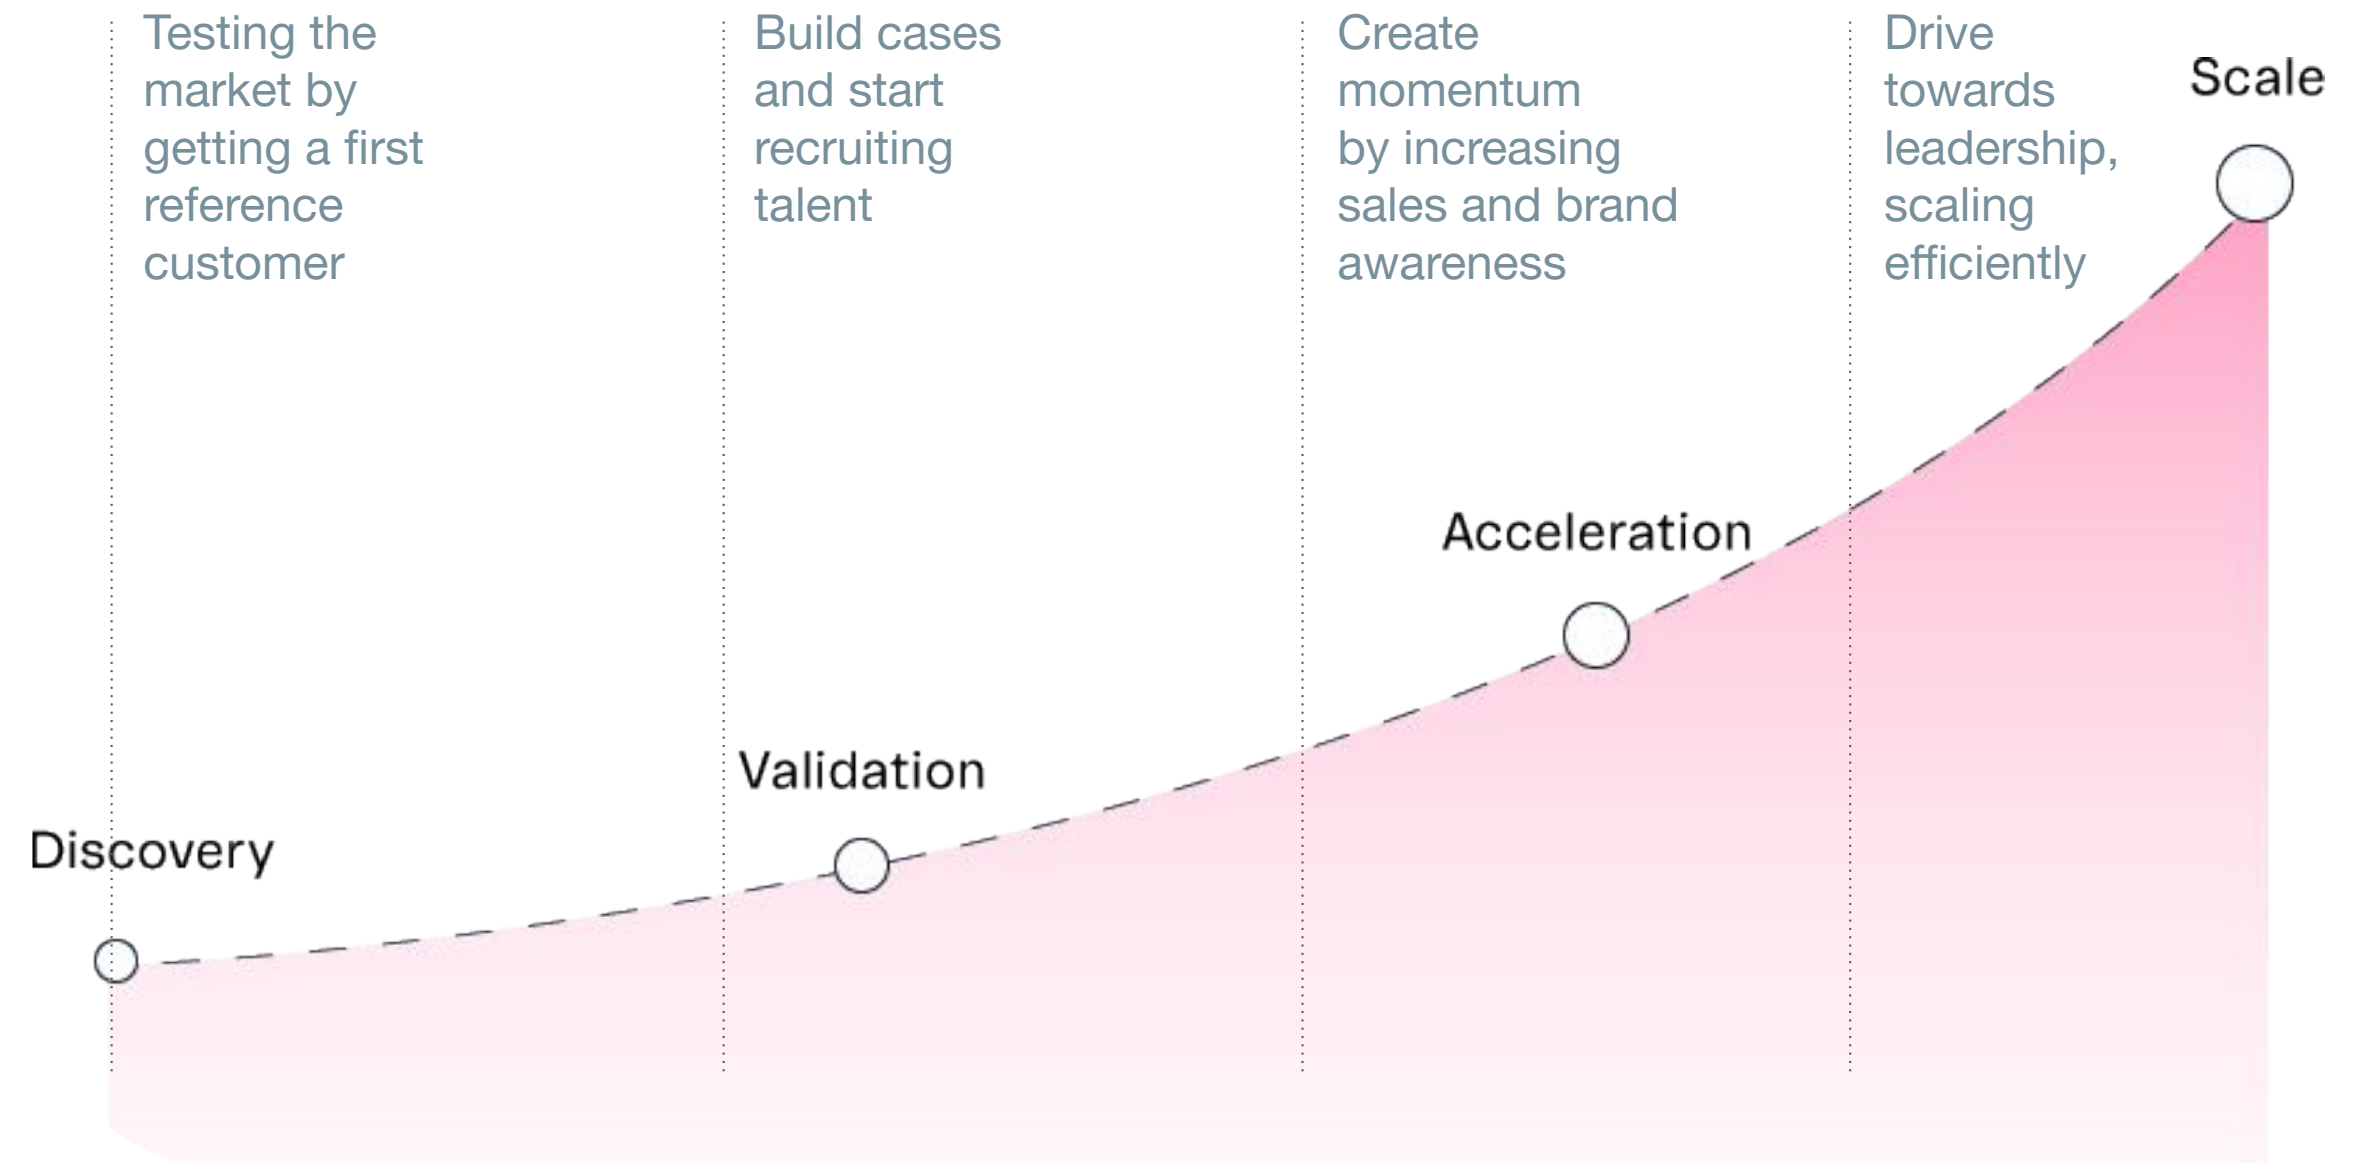 Testing the
market by
getting a first
reference
customer
Build cases
and start
recruiting
talent
Create
momentum
by increasing
sales and brand
awareness
Drive
towards
leadership,
scaling
efficiently
Scale
Acceleration
Validation
Discovery